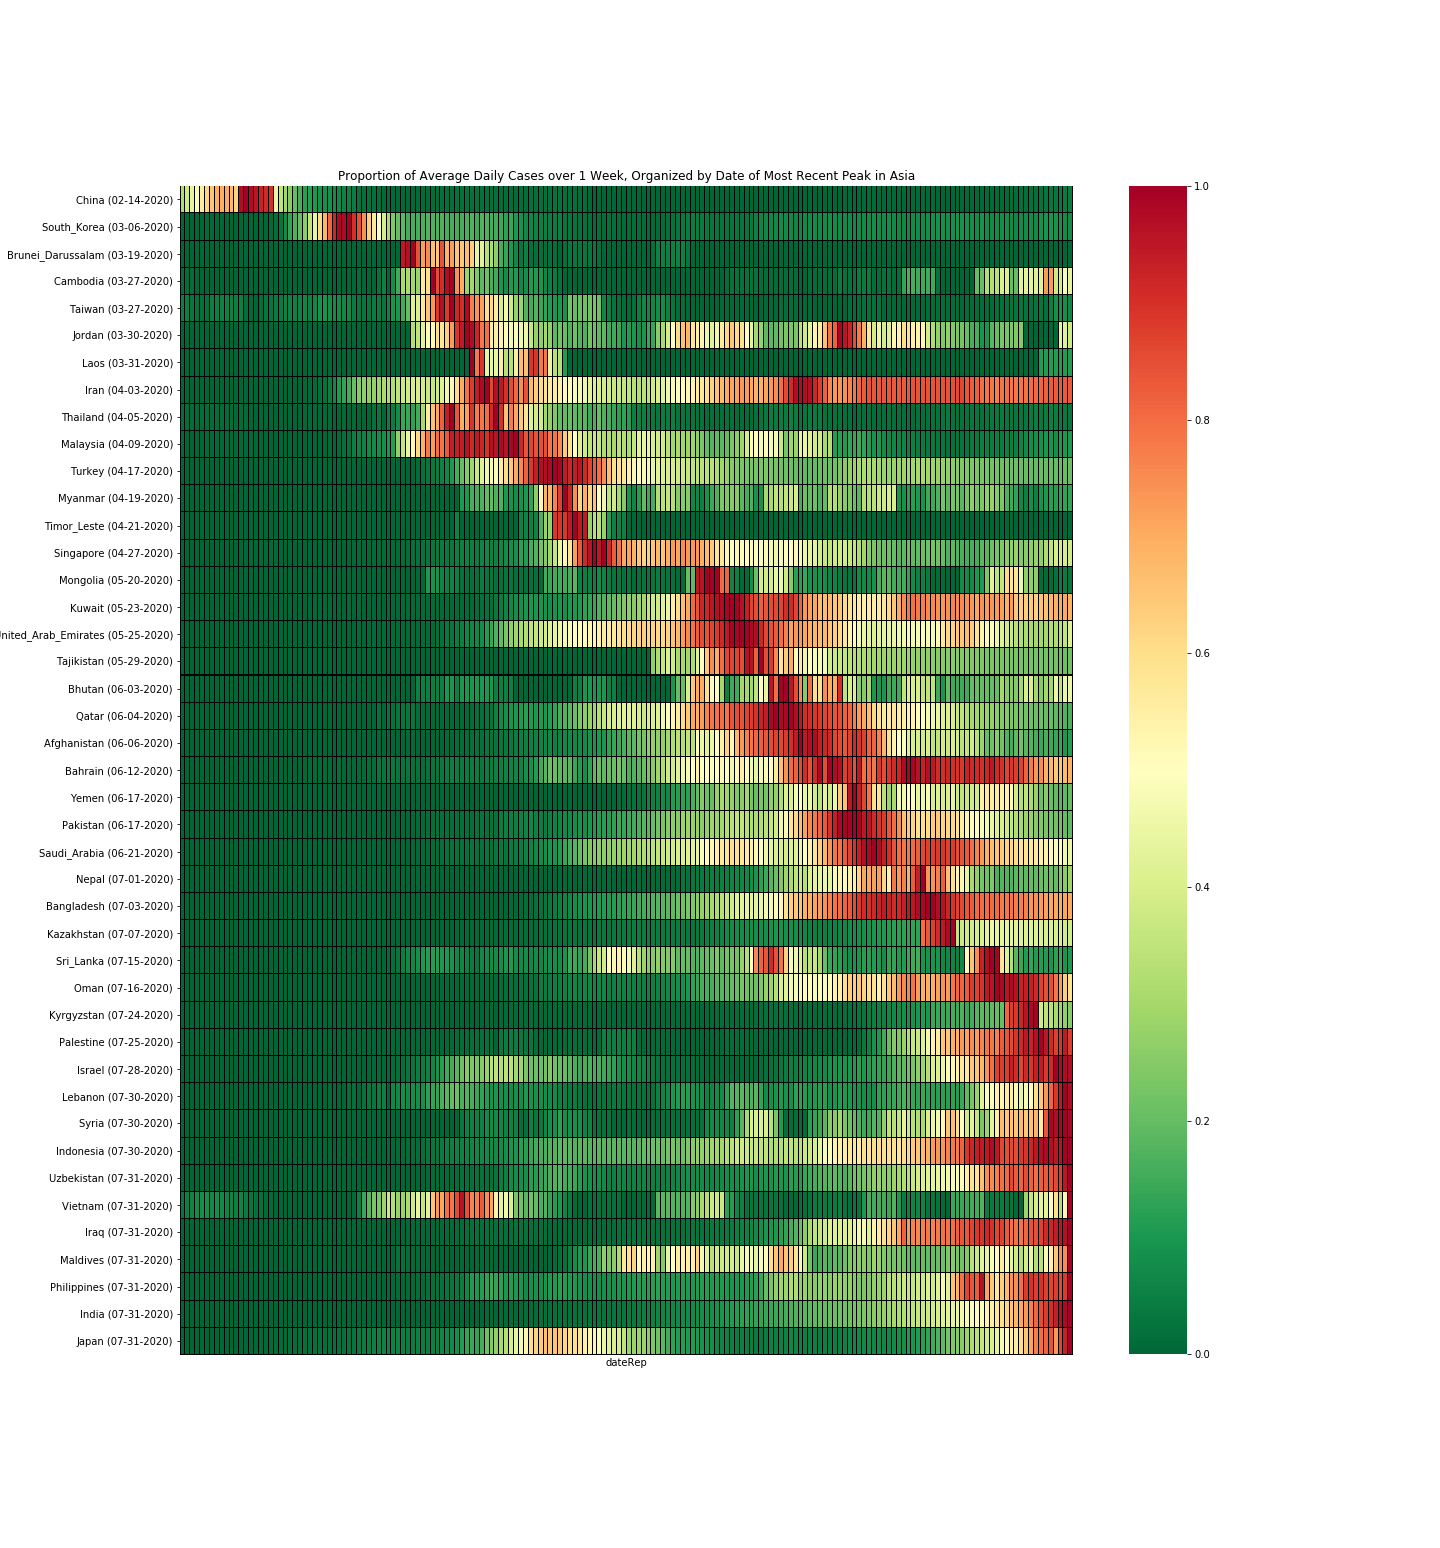 Proportion of Average Daily Cases over 1 Week, Organized by Date of Most Recent Peak in Asia
China (02-14-2020)
South_Korea (03-06-2020)
Brunei_Darussalam (03-19-2020)
Cambodia (03-27-2020)
Taiwan (03-27-2020)
Jordan (03-30-2020)
Laos (03-31-2020)
Iran (04-03-2020)
Thailand (04-05-2020)
Malaysia (04-09-2020)
Turkey (04-17-2020)
Myanmar (04-19-2020)
Timor_Leste (04-21-2020)
Singapore (04-27-2020)
Mongolia (05-20-2020)
Kuwait (05-23-2020)
United_Arab_Emirates (05-25-2020)
Tajikistan (05-29-2020)
Bhutan (06-03-2020)
Qatar (06-04-2020)
Afghanistan (06-06-2020)
Bahrain (06-12-2020)
Yemen (06-17-2020)
Pakistan (06-17-2020)
Saudi_Arabia (06-21-2020)
Nepal (07-01-2020)
Bangladesh (07-03-2020)
Kazakhstan (07-07-2020)
Sri_Lanka (07-15-2020)
Oman (07-16-2020)
Kyrgyzstan (07-24-2020)
Palestine (07-25-2020)
Israel (07-28-2020)
Lebanon (07-30-2020)
Syria (07-30-2020)
Indonesia (07-30-2020)
Uzbekistan (07-31-2020)
Vietnam (07-31-2020)
Iraq (07-31-2020)
Maldives (07-31-2020)
Philippines (07-31-2020)
India (07-31-2020)
Japan (07-31-2020)
dateRep
1.0
0.8
0.6
0.4
0.2
0.0